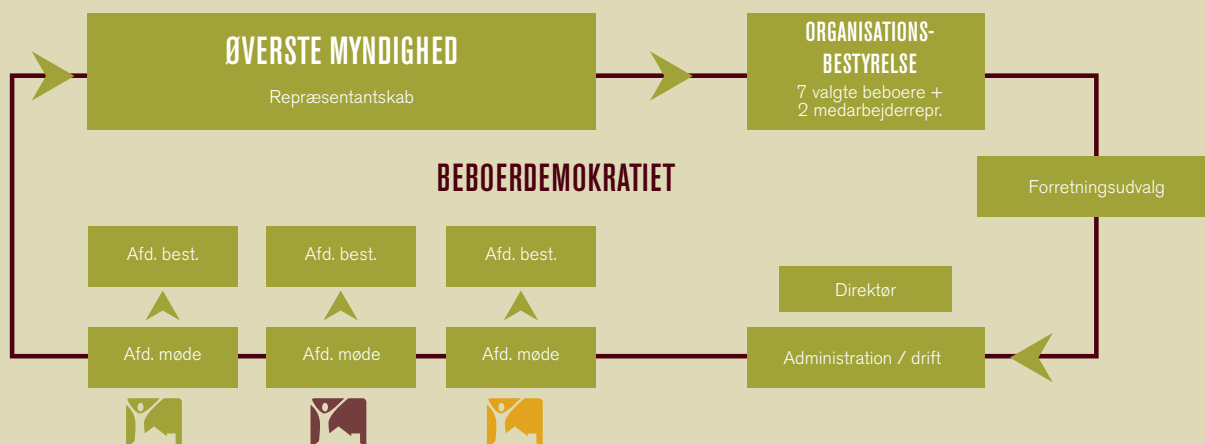 ØVERSTE MYNDIGHED
Repræsentantskab
ORGANISATIONS-
BESTYRELSE
7 valgte beboere +
2 medarbejderrepr.
BEBOERDEMOKRATIET
Forretningsudvalg
Afd. best.
Afd. best.
Afd. best.
Direktør
Afd. møde
Afd. møde
Afd. møde
Administration / drift